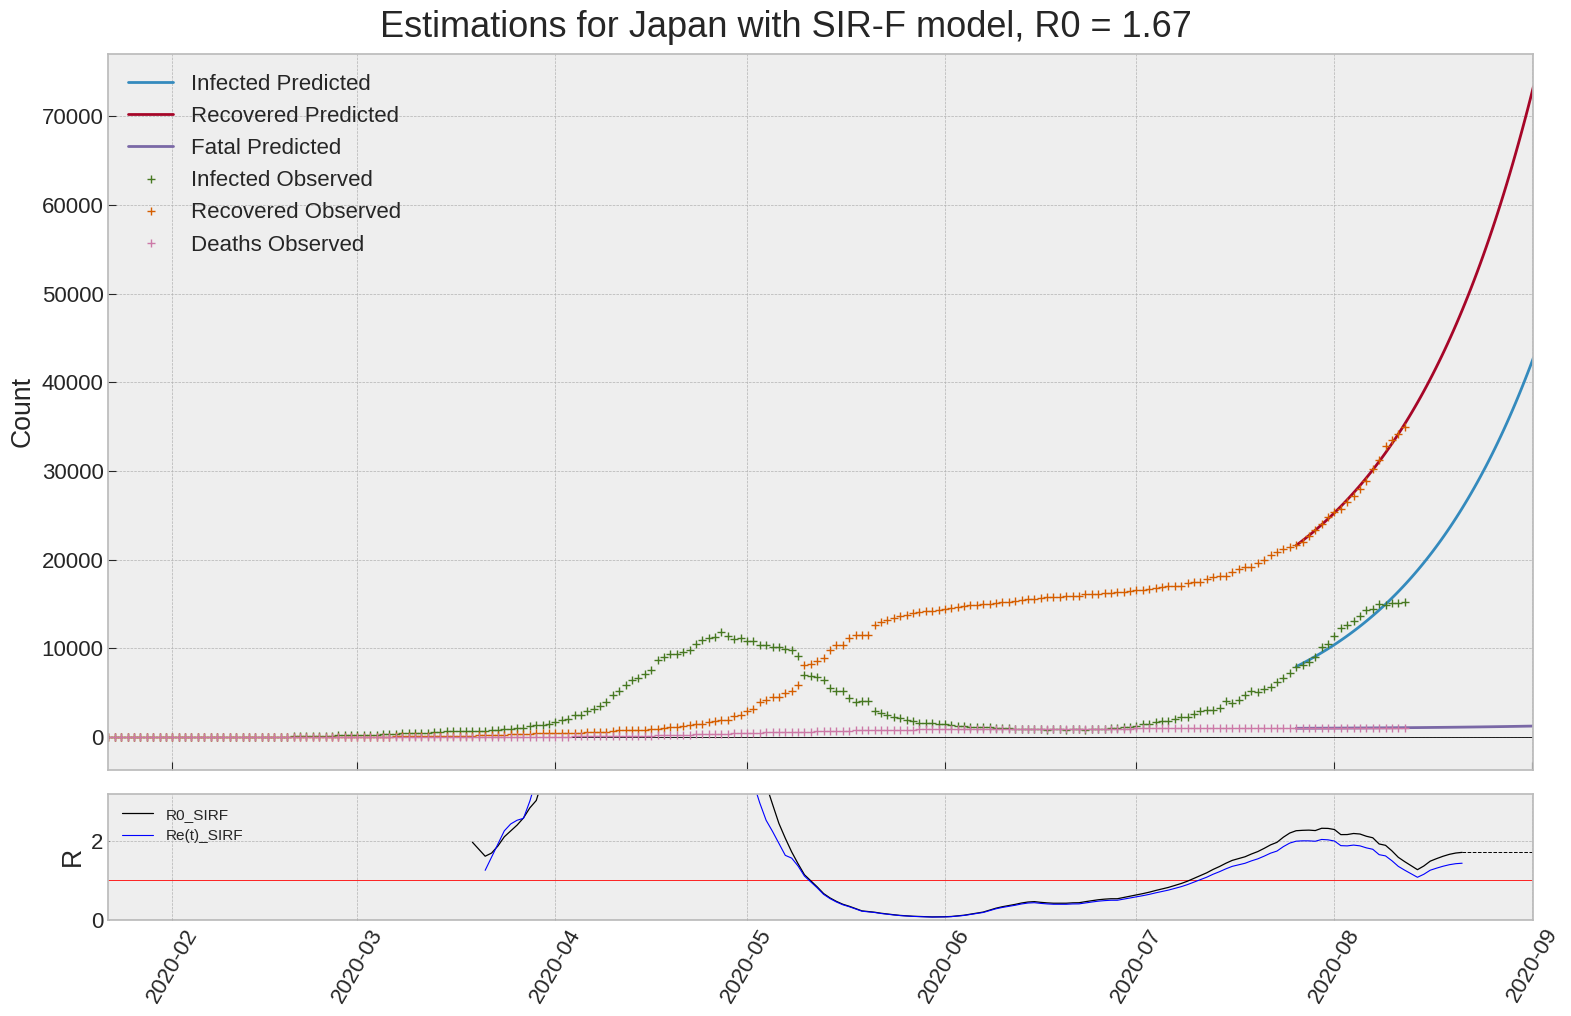 Estimations for Japan with SIR-F model, R0 = 1.67
Infected Predicted
Recovered Predicted
Fatal Predicted
Infected Observed
Recovered Observed
Deaths Observed
Count
70000
60000
50000
40000
30000
20000
10000
0
R0_SIRF
Re(t)_SIRF
R
2
0
2020-02
2020-03
2020-04
2020-05
2020-06
2020-07
2020-08
2020-09